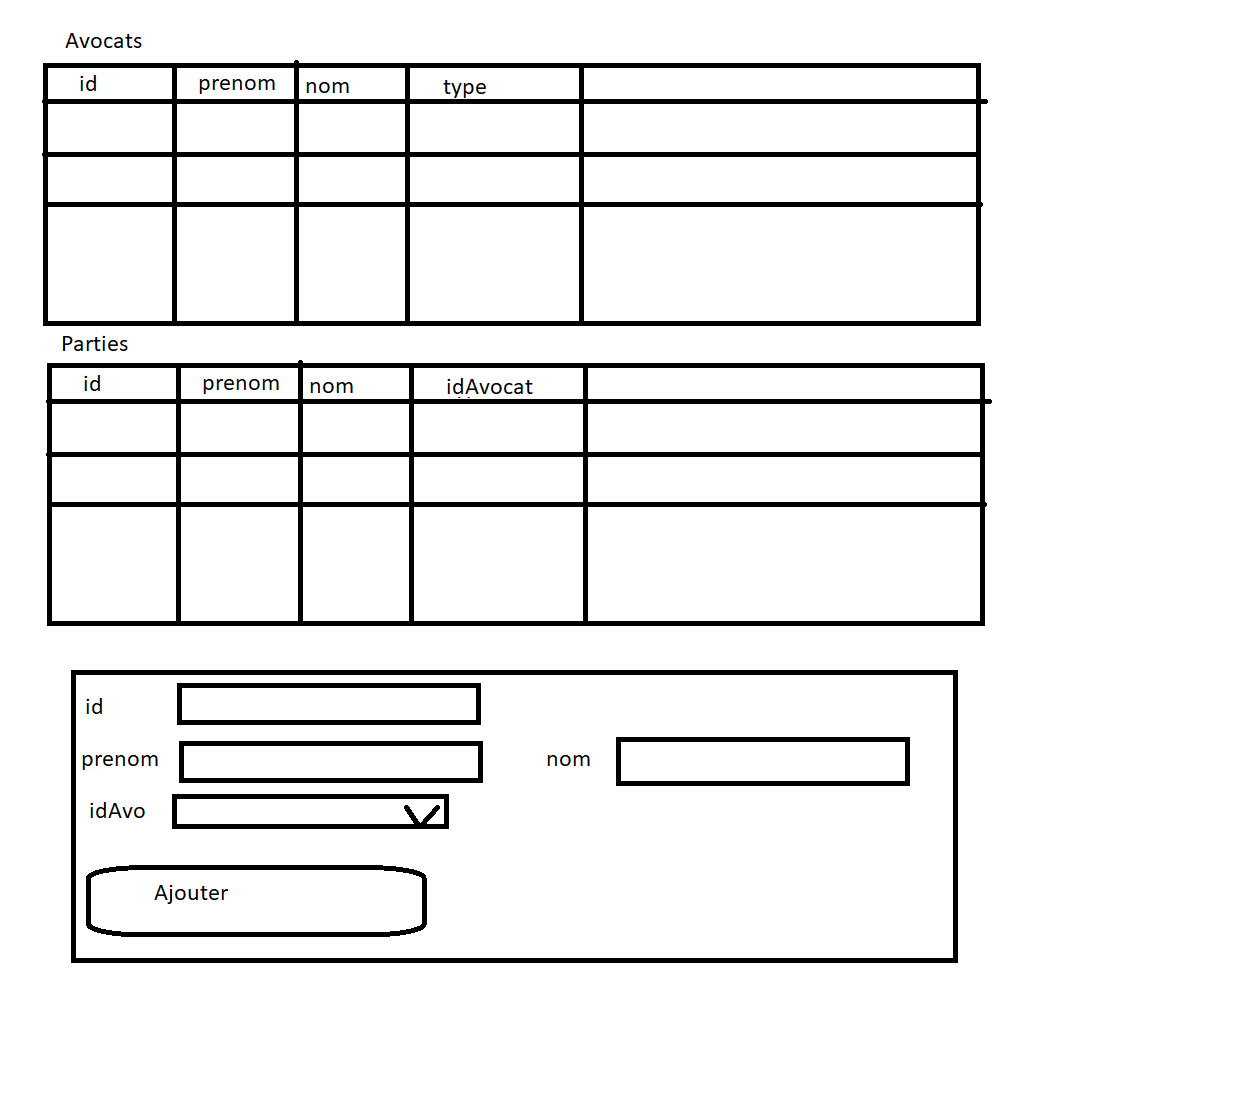 Avocats
id prenom nom type
Parties
id prenom nom idAvocat
id
prenom nom
idAvo
Ajouter